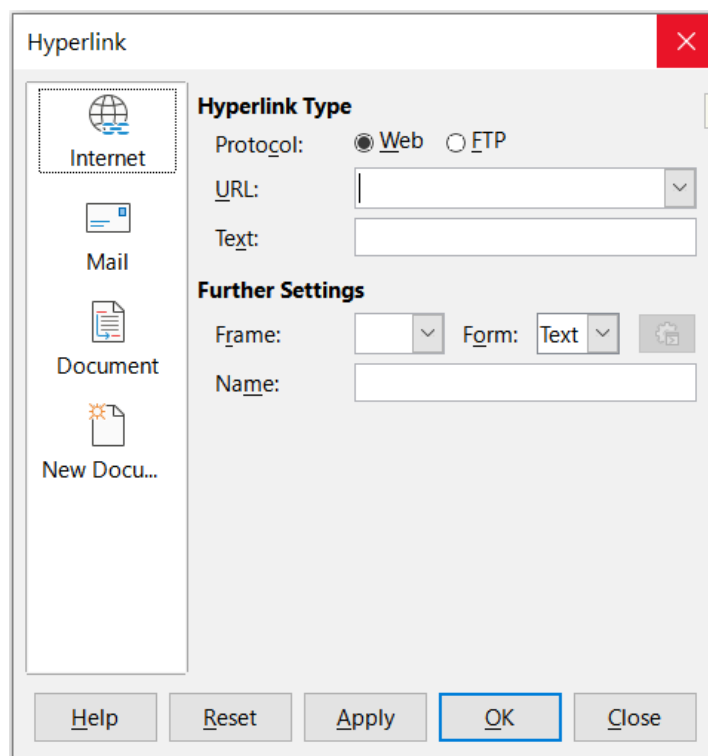 Hyperlink
Internet
Mail
Document
New Docu...
Hyperlink Type
Protocol: Web FTP
URL:
Text:
Further Settings
Frame: Form: Text
Name:
Help Reset Apply OK Close